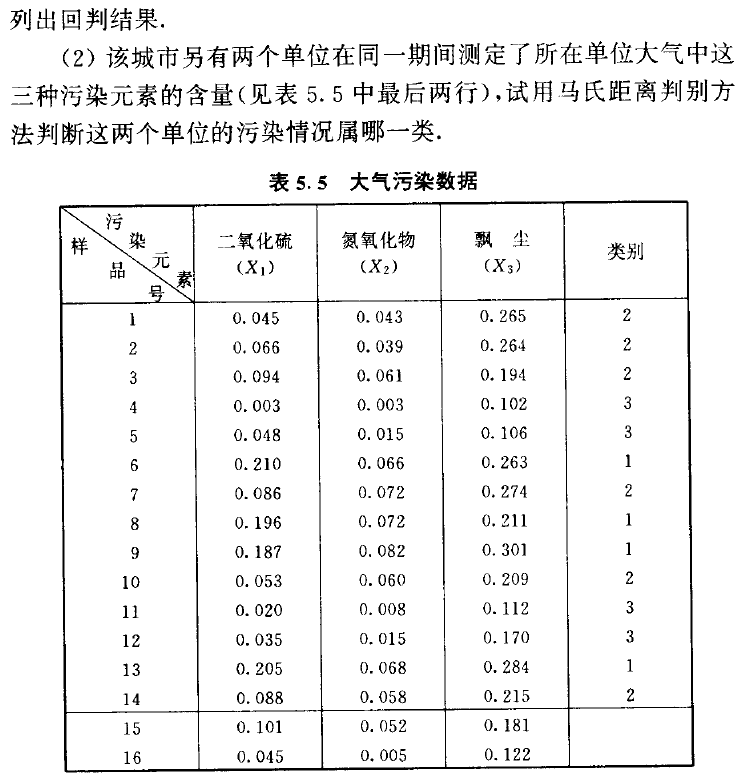 列出回判结果.
(2) 该城市另有两个单位在同一期间测定了所在单位大气中这
三种污染元素的含量(见表 5.5 中最后两行),试用马氏距离判别方
法判断这两个单位的污染情况属哪一类.
表 5.5 大气污染数据
污染元素 样品号 二氧化硫 (X₁) 氮氧化物 (X₂) 飘 尘 (X₃) 类别
1 0.045 0.043 0.265 2
2 0.066 0.039 0.264 2
3 0.094 0.061 0.194 2
4 0.003 0.003 0.102 3
5 0.048 0.015 0.106 3
6 0.210 0.066 0.263 1
7 0.086 0.072 0.274 2
8 0.196 0.072 0.211 1
9 0.187 0.082 0.301 1
10 0.053 0.060 0.209 2
11 0.020 0.008 0.112 3
12 0.035 0.015 0.170 3
13 0.205 0.068 0.284 1
14 0.088 0.058 0.215 2
15 0.101 0.052 0.181
16 0.045 0.005 0.122